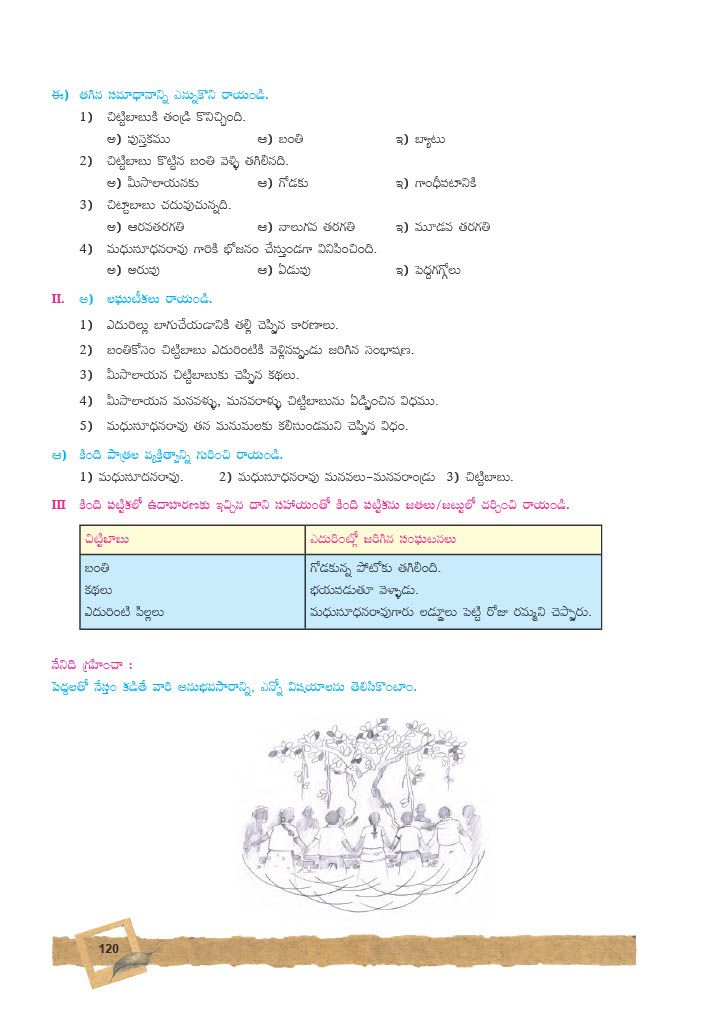 ఈ) తగిన సమాధానాన్ని ఎన్నుకొని రాయండి.
1) చిట్టిబాబుకి తండ్రి కొనిచ్చింది.
అ) పుస్తకము ఆ) బంతి ఇ) బ్యాటు
2) చిట్టిబాబు కొట్టిన బంతి వెళ్ళి తగిలినది.
అ) మీసాలాయనకు ఆ) గోడకు ఇ) గాంధీపటానికి
3) చిట్టాబాబు చదువుచున్నది.
అ) ఆరవతరగతి ఆ) నాలుగవ తరగతి ఇ) మూడవ తరగతి
4) మధుసూధనరావు గారికి భోజనం చేస్తుండగా వినిపించింది.
అ) అరుపు ఆ) ఏడుపు ఇ) పెద్దగగ్గోలు
II. అ) లఘుటీకలు రాయండి.
1) ఎదురిల్లు బాగుచేయడానికి తల్లి చెప్పిన కారణాలు.
2) బంతికోసం చిట్టిబాబు ఎదురింటికి వెళ్లినప్పుడు జరిగిన సంభాషణ.
3) మీసాలాయన చిట్టిబాబుకు చెప్పిన కథలు.
4) మీసాలాయన మనవళ్ళు, మనవరాళ్ళు చిట్టిబాబును ఏడ్పించిన విధము.
5) మధుసూధనరావు తన మనుమలకు కలిసుండమని చెప్పిన విధం.
ఆ) కింది పాత్రల వ్యక్తిత్వాన్ని గురించి రాయండి.
1) మధుసూదనరావు. 2) మధుసూధనరావు మనవలు-మనవరాండ్రు 3) చిట్టిబాబు.
III కింది పట్టికలో ఉదాహరణకు ఇచ్చిన దాని సహాయంతో కింది పట్టికను జతలు/జట్టులో చర్చించి రాయండి.
చిట్టిబాబు ఎదురింట్లో జరిగిన సంఘటనలు
బంతి గోడకున్న పోటోకు తగిలింది.
కథలు భయపడుతూ వెళ్ళాడు.
ఎదురింటి పిల్లలు మధుసూధనరావుగారు లడ్డూలు పెట్టి రోజూ రమ్మని చెప్పారు.
నేనిది గ్రహించా :
పెద్దలతో నేస్తం కడితే వారి అనుభవసారాన్ని, ఎన్నో విషయాలను తెలిసికొంటాం.
120